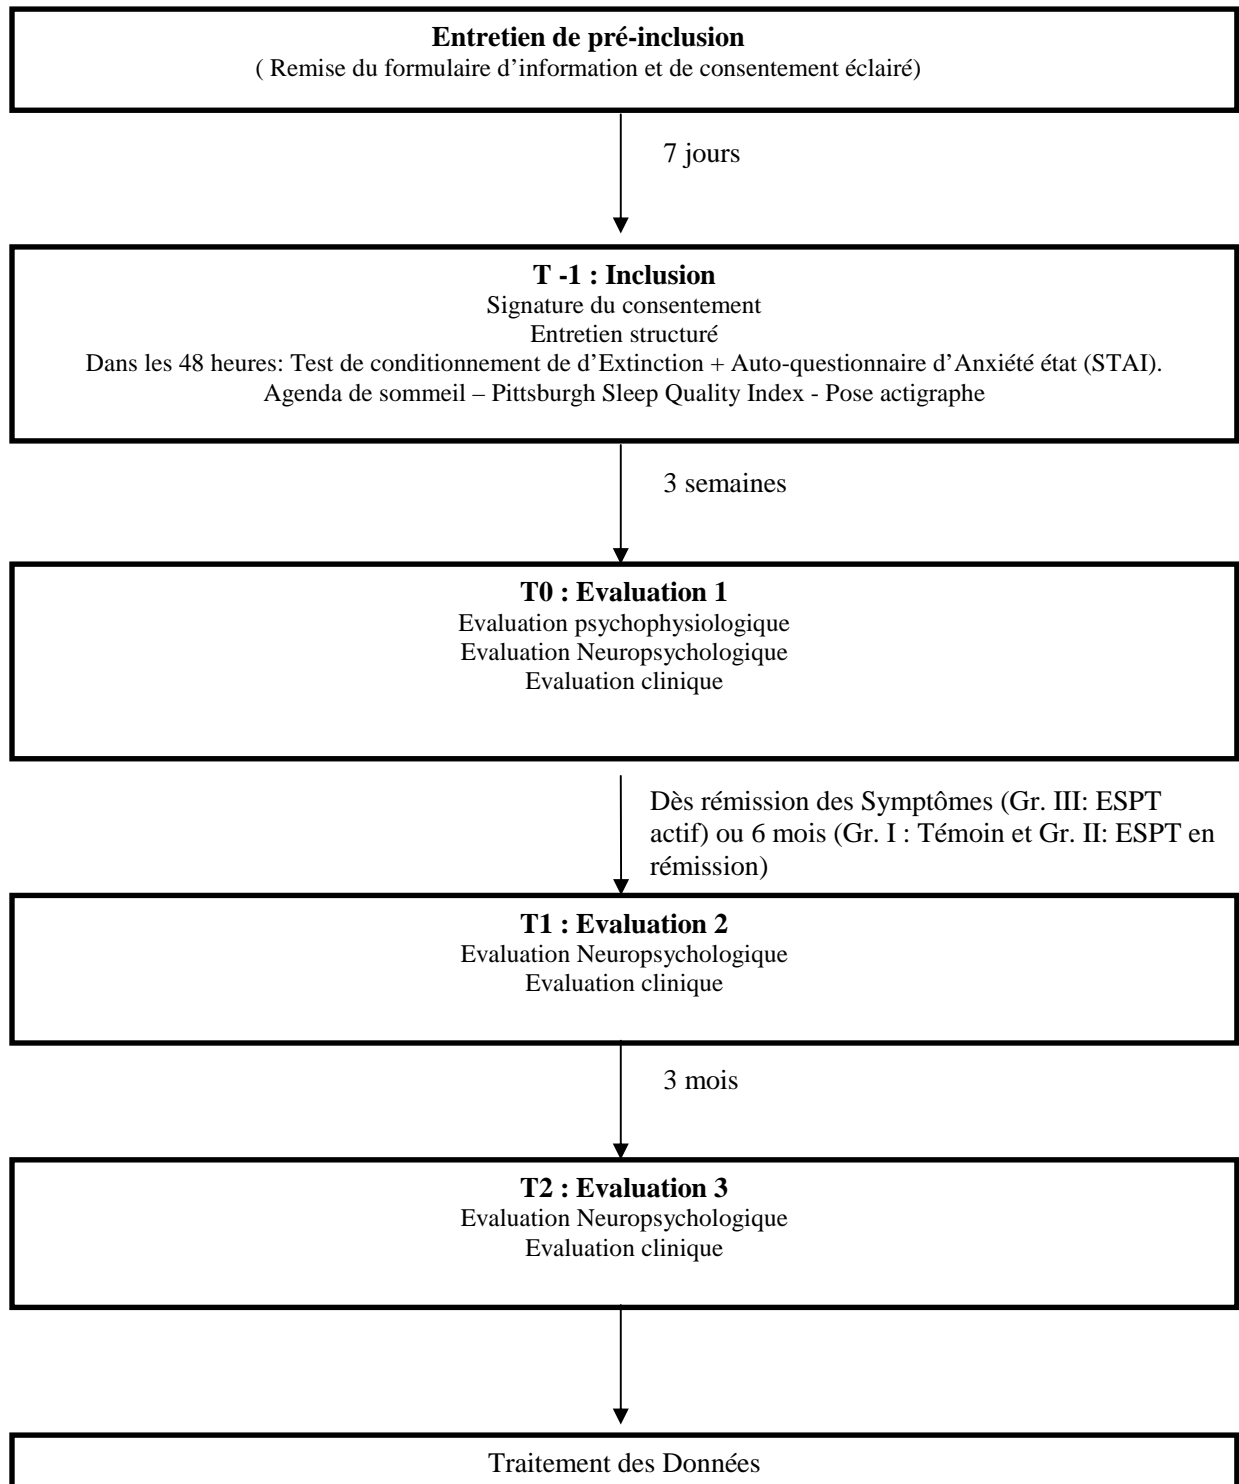 Entretien de pré-inclusion
( Remise du formulaire d’information et de consentement éclairé)
7 jours
T -1 : Inclusion
Signature du consentement
Entretien structuré
Dans les 48 heures: Test de conditionnement de d’Extinction + Auto-questionnaire d’Anxiété état (STAI).
Agenda de sommeil – Pittsburgh Sleep Quality Index - Pose actigraphe
3 semaines
T0 : Evaluation 1
Evaluation psychophysiologique
Evaluation Neuropsychologique
Evaluation clinique
Dès rémission des Symptômes (Gr. III: ESPT
actif) ou 6 mois (Gr. I : Témoin et Gr. II: ESPT en
rémission)
T1 : Evaluation 2
Evaluation Neuropsychologique
Evaluation clinique
3 mois
T2 : Evaluation 3
Evaluation Neuropsychologique
Evaluation clinique
Traitement des Données